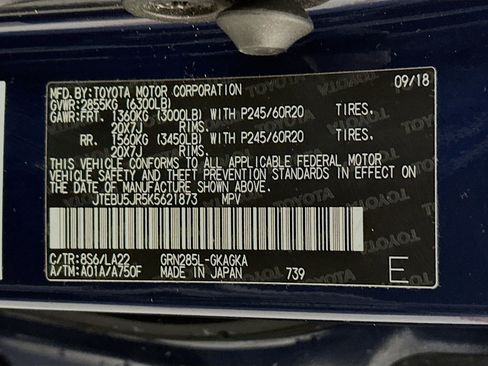 MFD.BY:TOYOTA MOTOR CORPORATION 09/18
GVWR:2855KG (6300LB)
GAWR:FRT. 1360KG (3000LB) WITH P245/60R20 TIRES.
20X7J RIMS.
RR. 1560KG (3450LB) WITH P245/60R20 TIRES.
20X7J RIMS.
THIS VEHICLE CONFORMS TO ALL APPLICABLE FEDERAL MOTOR
VEHICLE SAFETY AND THEFT PREVENTION STANDARDS IN EFFECT ON
THE DATE OF MANUFACTURE SHOWN ABOVE.
JTEBU5JR5K5621873 MPV
C/TR:8S6/LA22 GRN285L-GKAGKA
A/TM:A01A/A750F MADE IN JAPAN 739 E